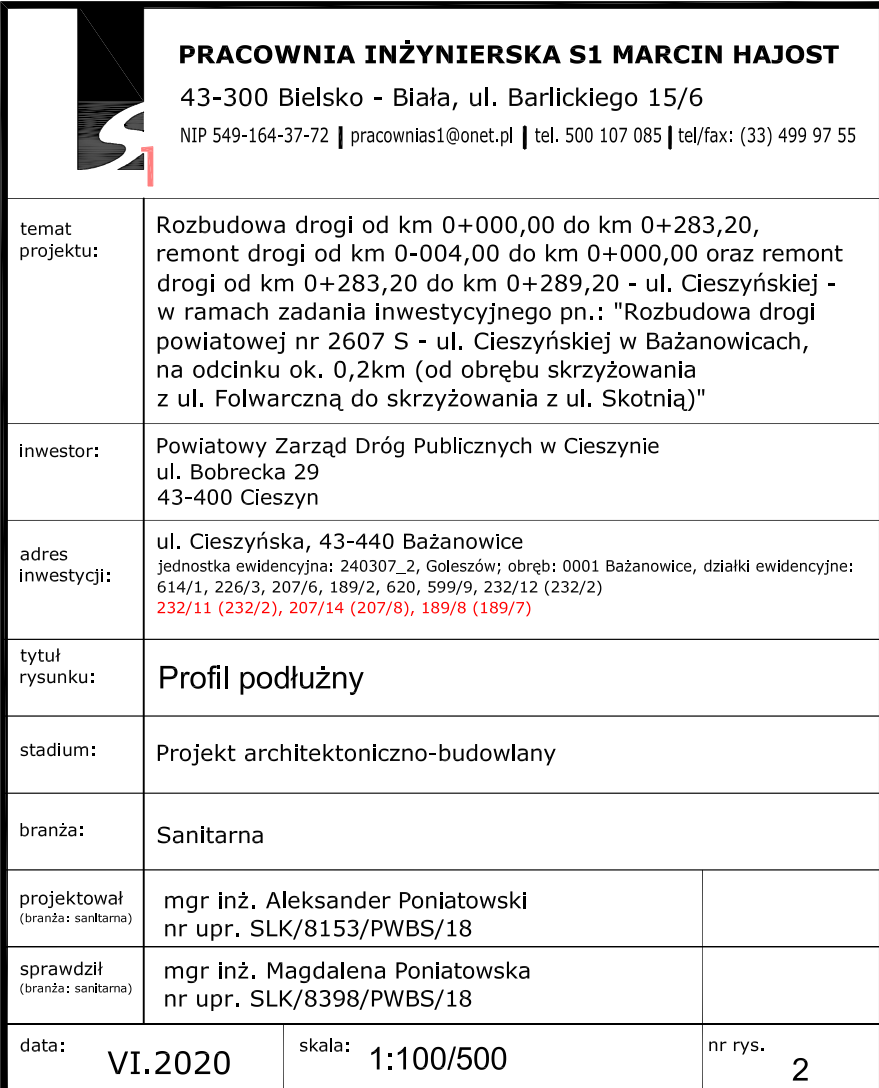 S1
PRACOWNIA INŻYNIERSKA S1 MARCIN HAJOST
43-300 Bielsko - Biała, ul. Barlickiego 15/6
NIP 549-164-37-72 | pracownias1@onet.pl | tel. 500 107 085 | tel/fax: (33) 499 97 55
temat
projektu:
Rozbudowa drogi od km 0+000,00 do km 0+283,20,
remont drogi od km 0-004,00 do km 0+000,00 oraz remont
drogi od km 0+283,20 do km 0+289,20 - ul. Cieszyńskiej -
w ramach zadania inwestycyjnego pn.: "Rozbudowa drogi
powiatowej nr 2607 S - ul. Cieszyńskiej w Bażanowicach,
na odcinku ok. 0,2km (od obrębu skrzyżowania
z ul. Folwarczną do skrzyżowania z ul. Skotnią)"
inwestor:
Powiatowy Zarząd Dróg Publicznych w Cieszynie
ul. Bobrecka 29
43-400 Cieszyn
adres
inwestycji:
ul. Cieszyńska, 43-440 Bażanowice
jednostka ewidencyjna: 240307_2, Goleszów; obręb: 0001 Bażanowice, działki ewidencyjne:
614/1, 226/3, 207/6, 189/2, 620, 599/9, 232/12 (232/2)
232/11 (232/2), 207/14 (207/8), 189/8 (189/7)
tytuł
rysunku:
Profil podłużny
stadium:
Projekt architektoniczno-budowlany
branża:
Sanitarna
projektował
(branża: sanitarna)
mgr inż. Aleksander Poniatowski
nr upr. SLK/8153/PWBS/18
sprawdził
(branża: sanitarna)
mgr inż. Magdalena Poniatowska
nr upr. SLK/8398/PWBS/18
data: VI.2020
skala: 1:100/500
nr rys. 2